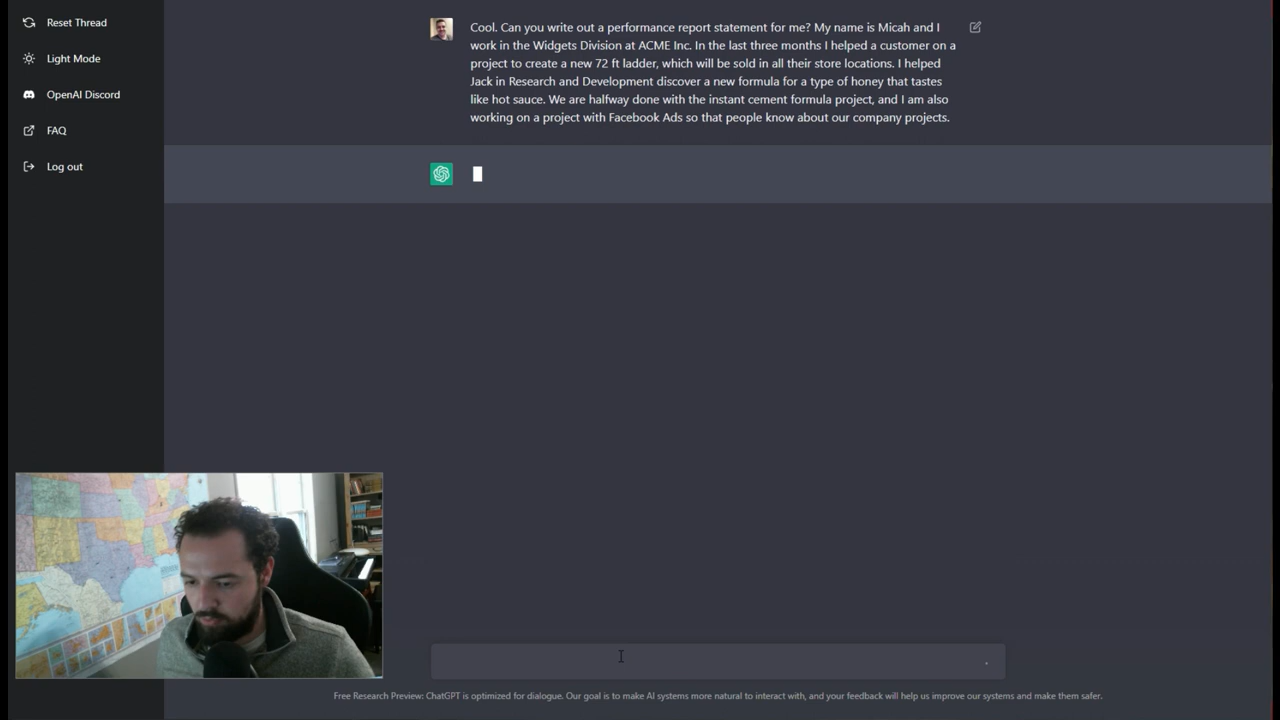 Reset Thread
Light Mode
OpenAI Discord
FAQ
Log out
Cool. Can you write out a performance report statement for me? My name is Micah and I
work in the Widgets Division at ACME Inc. In the last three months I helped a customer on a
project to create a new 72 ft ladder, which will be sold in all their store locations. I helped
Jack in Research and Development discover a new formula for a type of honey that tastes
like hot sauce. We are halfway done with the instant cement formula project, and I am also
working on a project with Facebook Ads so that people know about our company projects.
Free Research Preview: ChatGPT is optimized for dialogue. Our goal is to make AI systems more natural to interact with, and your feedback will help us improve our systems and make them safer.